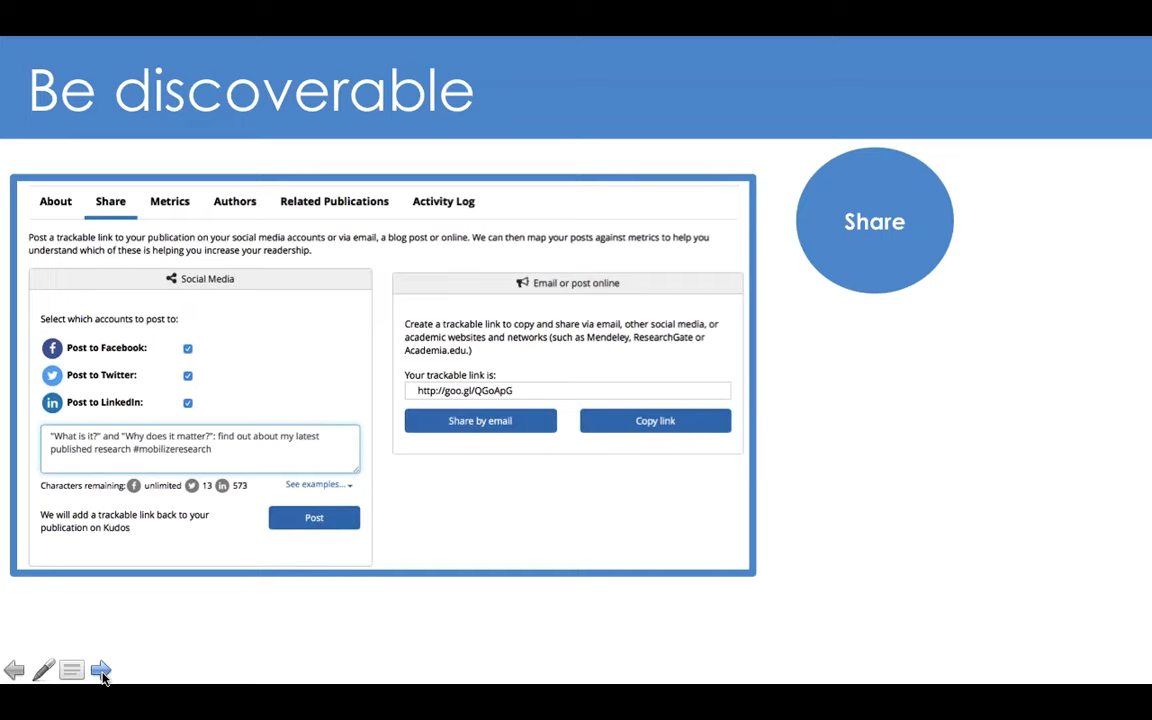 Be discoverable
About Share Metrics Authors Related Publications Activity Log
Post a trackable link to your publication on your social media accounts or via email, a blog post or online. We can then map your posts against metrics to help you
understand which of these is helping you increase your readership.
Social Media
Select which accounts to post to:
f Post to Facebook:
Post to Twitter:
in Post to LinkedIn:
"What is it?" and "Why does it matter?": find out about my latest
published research #mobilizeresearch
Characters remaining: f unlimited 13 in 573
See examples...
We will add a trackable link back to your
publication on Kudos
Post
Email or post online
Create a trackable link to copy and share via email, other social media, or
academic websites and networks (such as Mendeley, ResearchGate or
Academia.edu.)
Your trackable link is:
http://goo.gl/QGoApG
Share by email Copy link
Share